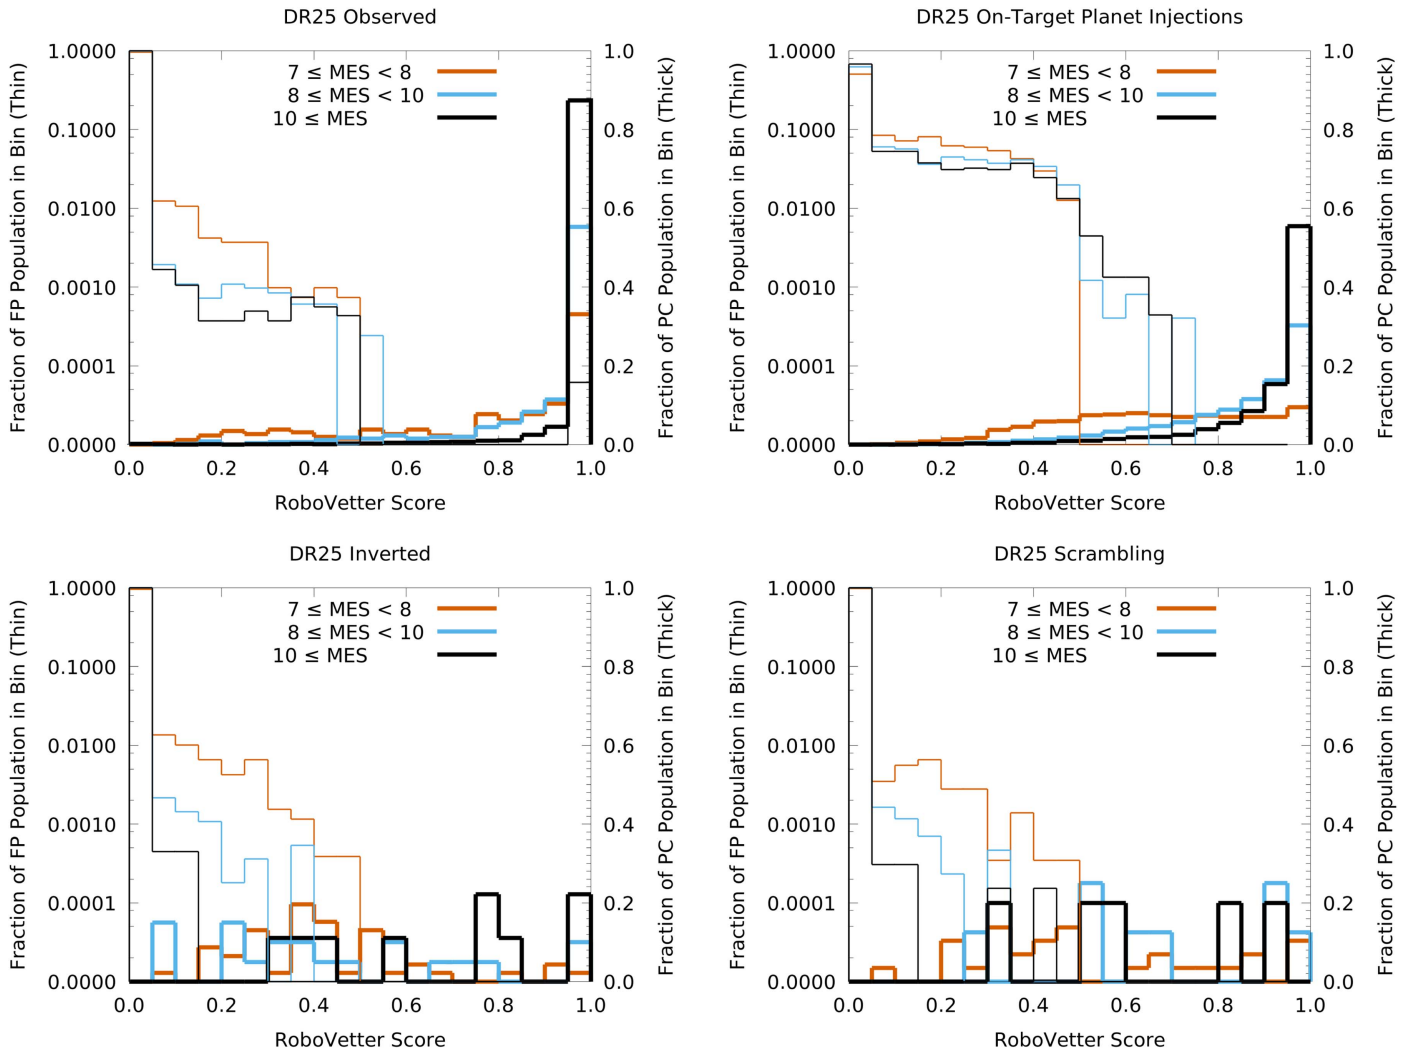 DR25 Observed
Fraction of FP Population in Bin (Thin)
1.0000
0.1000
0.0100
0.0010
0.0001
0.0000
7 ≤ MES < 8
8 ≤ MES < 10
10 ≤ MES
1.0
0.8
0.6
0.4
0.2
0.0
Fraction of PC Population in Bin (Thick)
0.0 0.2 0.4 0.6 0.8 1.0
RoboVetter Score
DR25 On-Target Planet Injections
Fraction of FP Population in Bin (Thin)
1.0000
0.1000
0.0100
0.0010
0.0001
0.0000
7 ≤ MES < 8
8 ≤ MES < 10
10 ≤ MES
1.0
0.8
0.6
0.4
0.2
0.0
Fraction of PC Population in Bin (Thick)
0.0 0.2 0.4 0.6 0.8 1.0
RoboVetter Score
DR25 Inverted
Fraction of FP Population in Bin (Thin)
1.0000
0.1000
0.0100
0.0010
0.0001
0.0000
7 ≤ MES < 8
8 ≤ MES < 10
10 ≤ MES
1.0
0.8
0.6
0.4
0.2
0.0
Fraction of PC Population in Bin (Thick)
0.0 0.2 0.4 0.6 0.8 1.0
RoboVetter Score
DR25 Scrambling
Fraction of FP Population in Bin (Thin)
1.0000
0.1000
0.0100
0.0010
0.0001
0.0000
7 ≤ MES < 8
8 ≤ MES < 10
10 ≤ MES
1.0
0.8
0.6
0.4
0.2
0.0
Fraction of PC Population in Bin (Thick)
0.0 0.2 0.4 0.6 0.8 1.0
RoboVetter Score